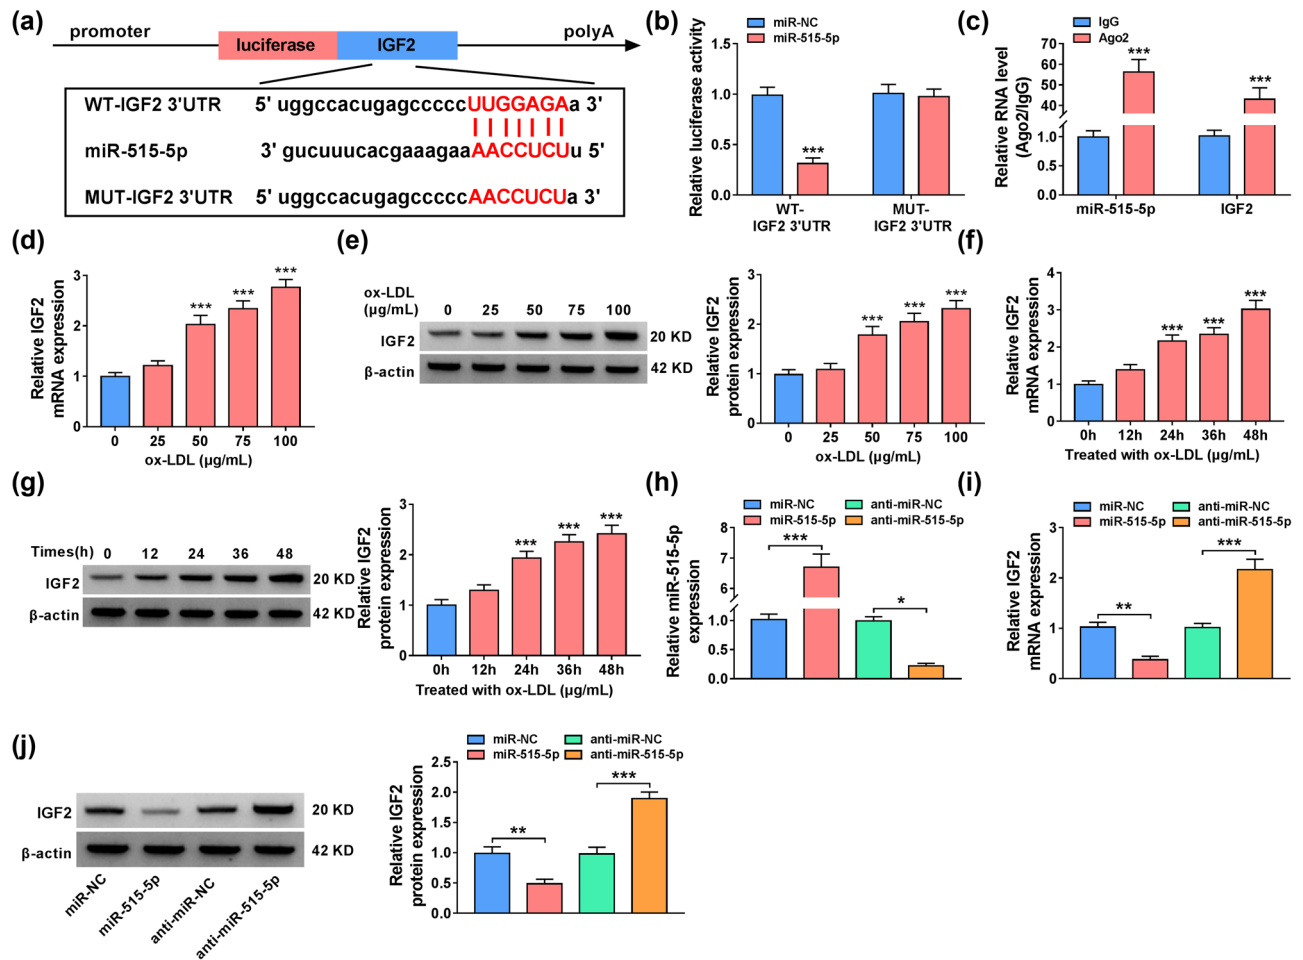 (a)
promoter
luciferase
IGF2
polyA
WT-IGF2 3'UTR 5' uggccacugagcccccUUGGAGAa 3'
miR-515-5p 3' gucuuucacgaaagaaAACCUCUu 5'
MUT-IGF2 3'UTR 5' uggccacugagcccccAACCUCUa 3'
(b)
miR-NC
miR-515-5p
Relative luciferase activity
1.5
1.0
0.5
0.0
***
WT-
IGF2 3'UTR
MUT-
IGF2 3'UTR
(c)
IgG
Ago2
Relative RNA level
(Ago2/IgG)
70
60
50
40
1.0
0.5
0.0
***
***
miR-515-5p
IGF2
(d)
Relative IGF2
mRNA expression
3
2
1
0
***
***
***
0 25 50 75 100
ox-LDL (μg/mL)
(e)
ox-LDL
(μg/mL)
0 25 50 75 100
IGF2
20 KD
β-actin
42 KD
Relative IGF2
protein expression
3
2
1
0
***
***
***
0 25 50 75 100
ox-LDL (μg/mL)
(f)
Relative IGF2
mRNA expression
4
3
2
1
0
***
***
***
0h 12h 24h 36h 48h
Treated with ox-LDL (μg/mL)
(g)
Times(h) 0 12 24 36 48
IGF2
20 KD
β-actin
42 KD
Relative IGF2
protein expression
3
2
1
0
***
***
***
0h 12h 24h 36h 48h
Treated with ox-LDL (μg/mL)
(h)
miR-NC
miR-515-5p
anti-miR-NC
anti-miR-515-5p
Relative miR-515-5p
expression
8
7
6
1.0
0.5
0.0
***
*
(i)
miR-NC
miR-515-5p
anti-miR-NC
anti-miR-515-5p
Relative IGF2
mRNA expression
3
2
1
0
**
***
(j)
IGF2
20 KD
β-actin
42 KD
miR-NC
miR-515-5p
anti-miR-NC
anti-miR-515-5p
miR-NC
miR-515-5p
anti-miR-NC
anti-miR-515-5p
Relative IGF2
protein expression
2.5
2.0
1.5
1.0
0.5
0.0
**
***